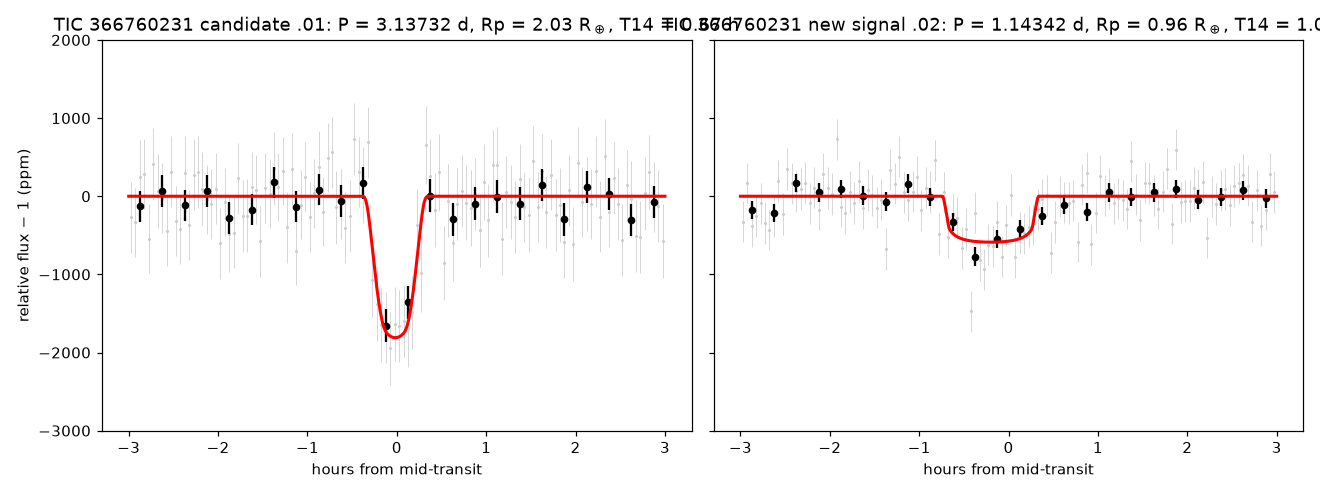 TIC 366760231 candidate .01: P = 3.13732 d, Rp = 2.03 R⊕, T14 =
TIC 366760231 new signal .02: P = 1.14342 d, Rp = 0.96 R⊕, T14 = 1.0
2000
1000
0
−1000
−2000
−3000
relative flux − 1 (ppm)
−3 −2 −1 0 1 2 3
−3 −2 −1 0 1 2 3
hours from mid-transit
hours from mid-transit